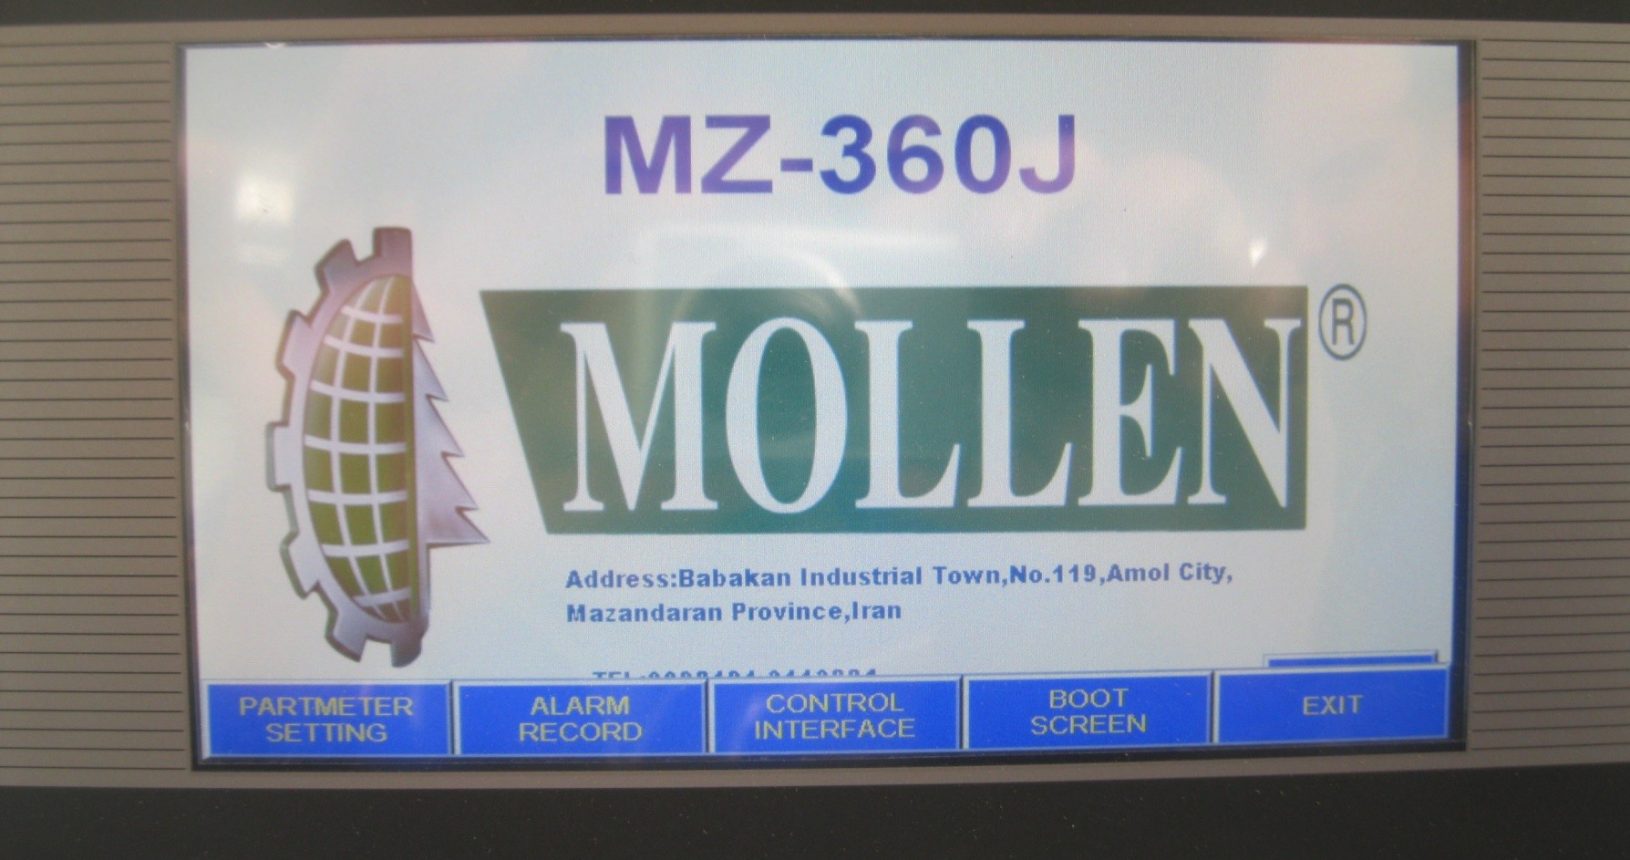 MZ-360J
MOLLEN
®
Address:Babakan Industrial Town,No.119,Amol City,
Mazandaran Province,Iran
PARTMETER
SETTING
ALARM
RECORD
CONTROL
INTERFACE
BOOT
SCREEN
EXIT